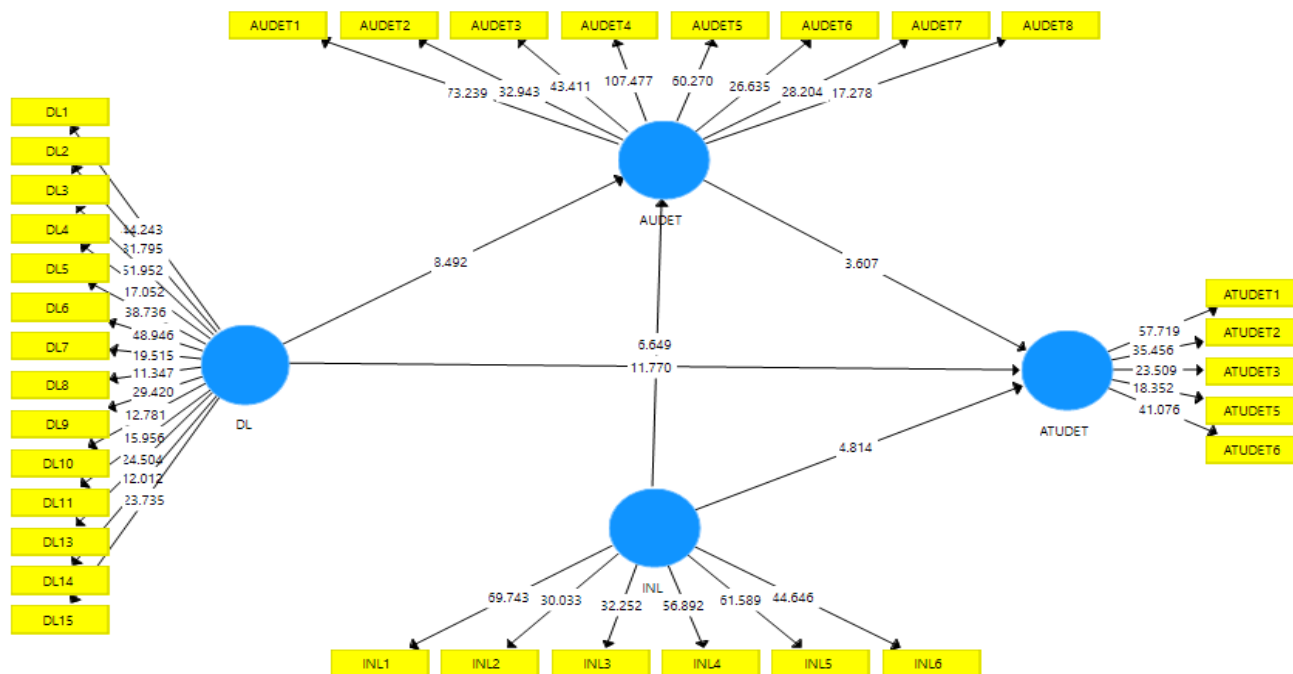 AUDET1 AUDET2 AUDET3 AUDET4 AUDET5 AUDET6 AUDET7 AUDET8
73.239 32.943 43.411 107.477 60.270 26.635 28.204 17.278
AUDET
DL1
DL2
DL3
DL4
DL5
DL6
DL7
DL8
DL9
DL10
DL11
DL13
DL14
DL15
31.795
51.952
17.052
38.736
48.946
19.515
11.347
29.420
12.781
15.956
24.504
12.012
23.735
DL
8.492
3.607
6.649
11.770
4.814
ATUDET
ATUDET1
ATUDET2
ATUDET3
ATUDET5
ATUDET6
57.719
35.456
23.509
18.352
41.076
INL
69.743 30.033 32.252 56.892 61.589 44.646
INL1 INL2 INL3 INL4 INL5 INL6